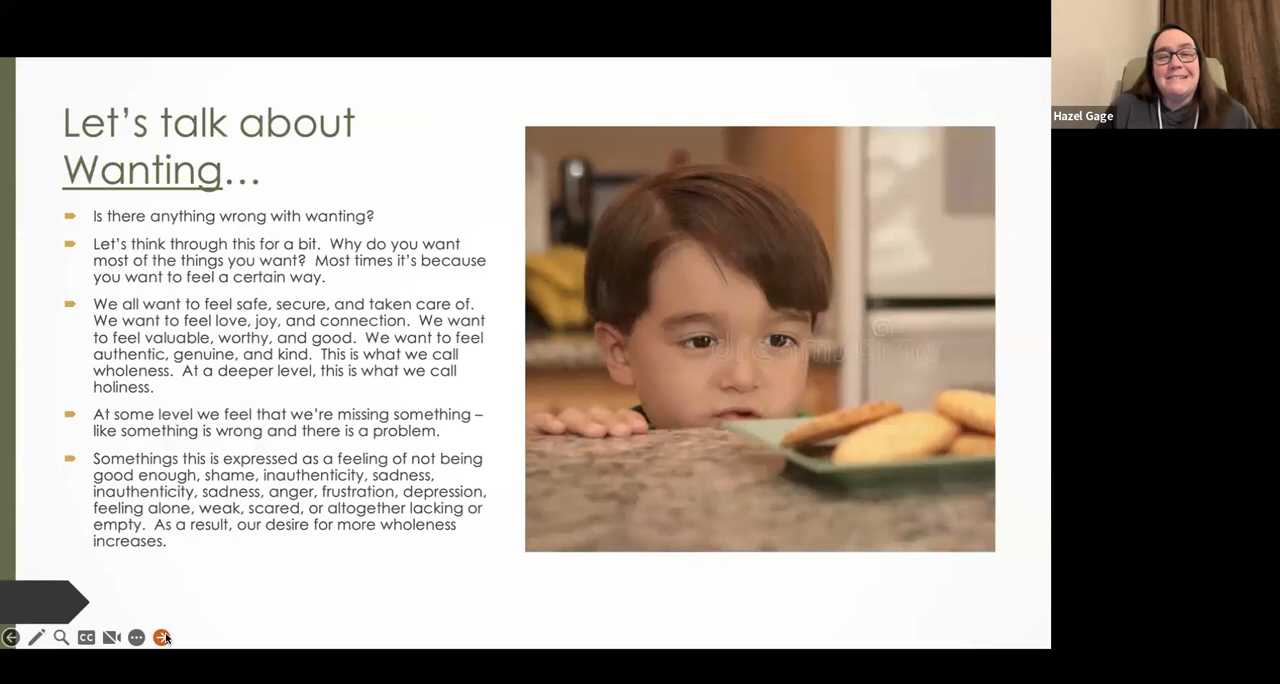 Let's talk about
Wanting...
Is there anything wrong with wanting?
Let's think through this for a bit.  Why do you want
most of the things you want?  Most times it's because
you want to feel a certain way.
We all want to feel safe, secure, and taken care of.
We want to feel love, joy, and connection.  We want
to feel valuable, worthy, and good.  We want to feel
authentic, genuine, and kind.  This is what we call
wholeness.  At a deeper level, this is what we call
holiness.
At some level we feel that we're missing something –
like something is wrong and there is a problem.
Somethings this is expressed as a feeling of not being
good enough, shame, inauthenticity, sadness,
inauthenticity, sadness, anger, frustration, depression,
feeling alone, weak, scared, or altogether lacking or
empty.  As a result, our desire for more wholeness
increases.
dreamstime
CC
Hazel Gage